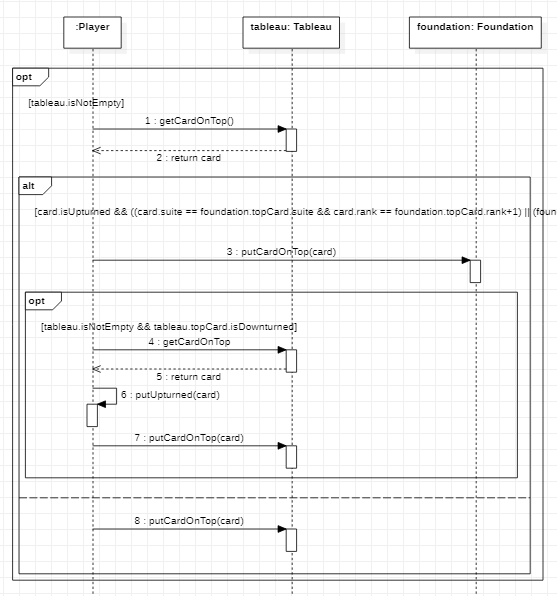 :Player
tableau: Tableau
foundation: Foundation
opt
[tableau.isNotEmpty]
1 : getCardOnTop()
2 : return card
alt
[card.isUpturned && ((card.suite == foundation.topCard.suite && card.rank == foundation.topCard.rank+1) || (foun
3 : putCardOnTop(card)
opt
[tableau.isNotEmpty && tableau.topCard.isDownturned]
4 : getCardOnTop
5 : return card
6 : putUpturned(card)
7 : putCardOnTop(card)
8 : putCardOnTop(card)